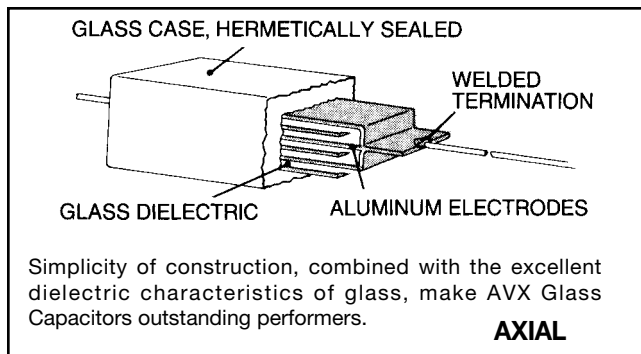 GLASS CASE, HERMETICALLY SEALED
WELDED
TERMINATION
GLASS DIELECTRIC
ALUMINUM ELECTRODES
Simplicity of construction, combined with the excellent
dielectric characteristics of glass, make AVX Glass
Capacitors outstanding performers.
AXIAL